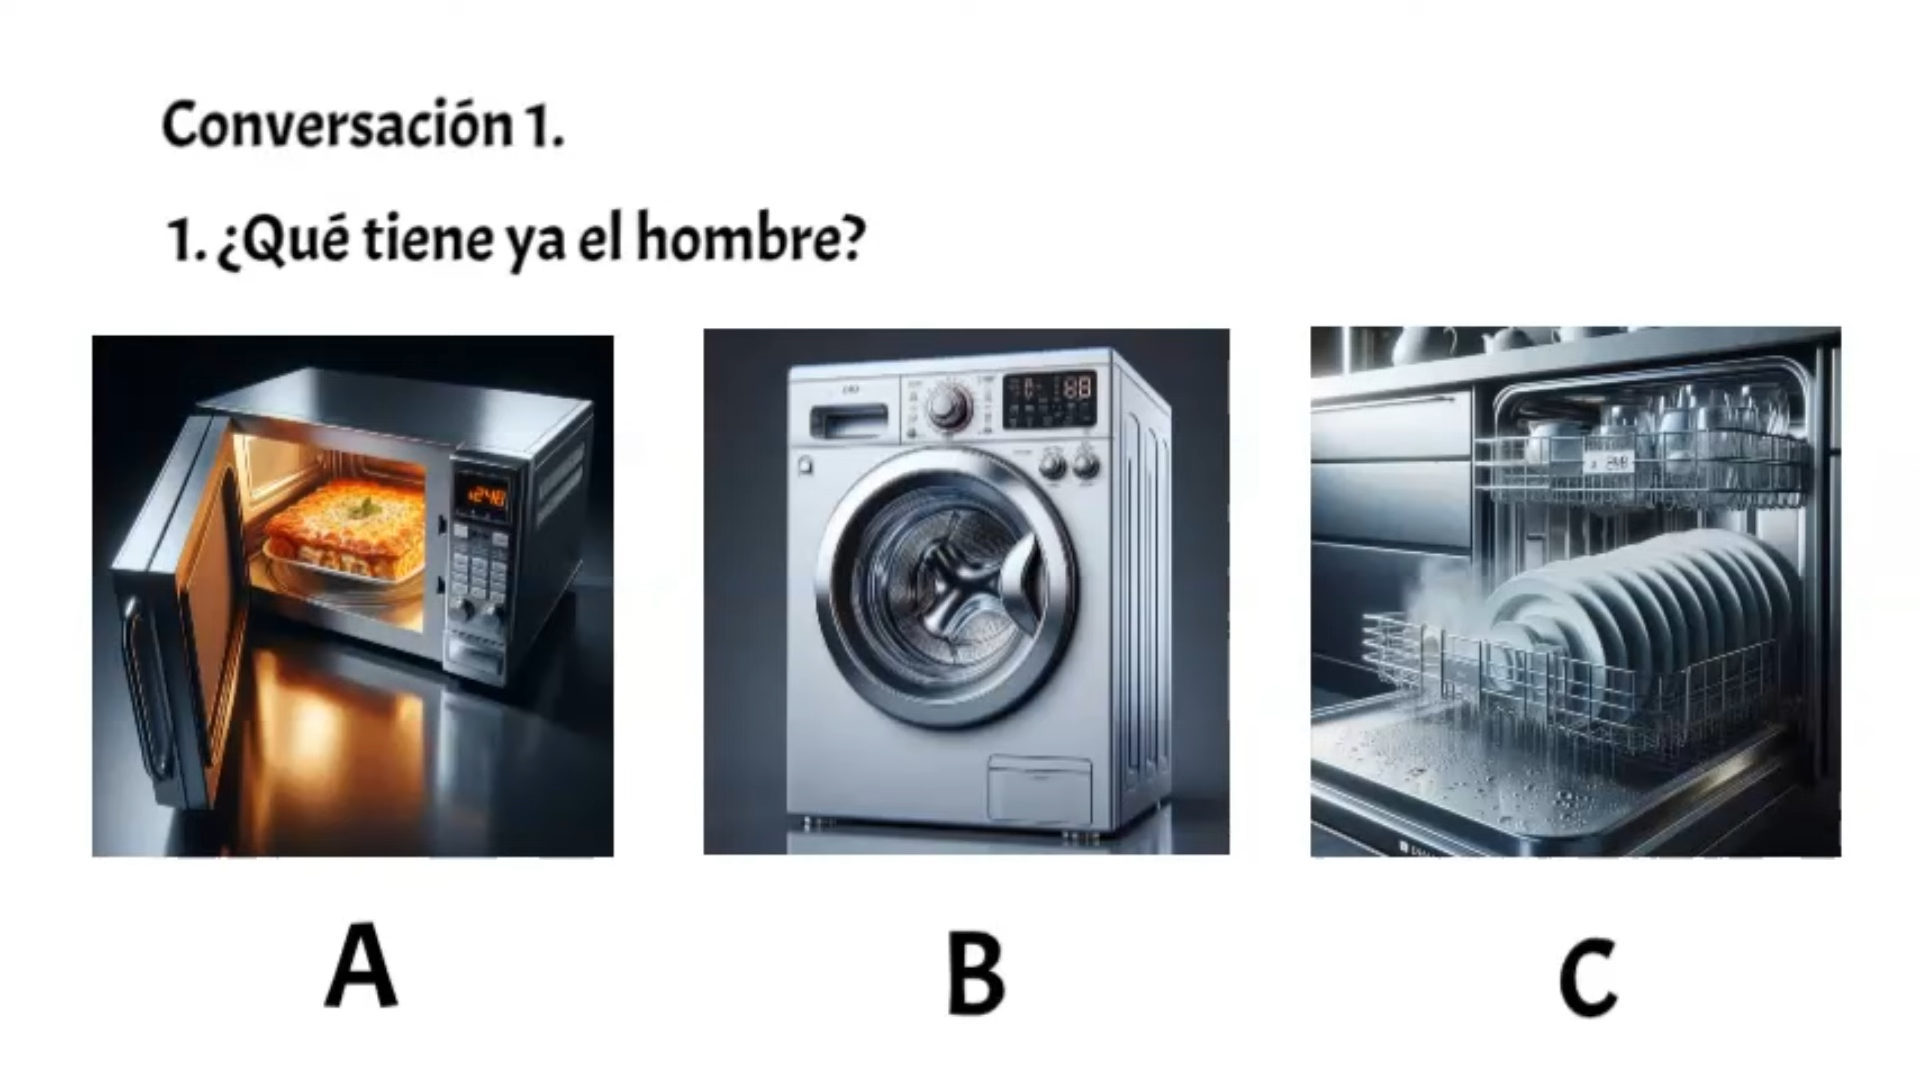 Conversación 1.
1. ¿Qué tiene ya el hombre?
A
B
C